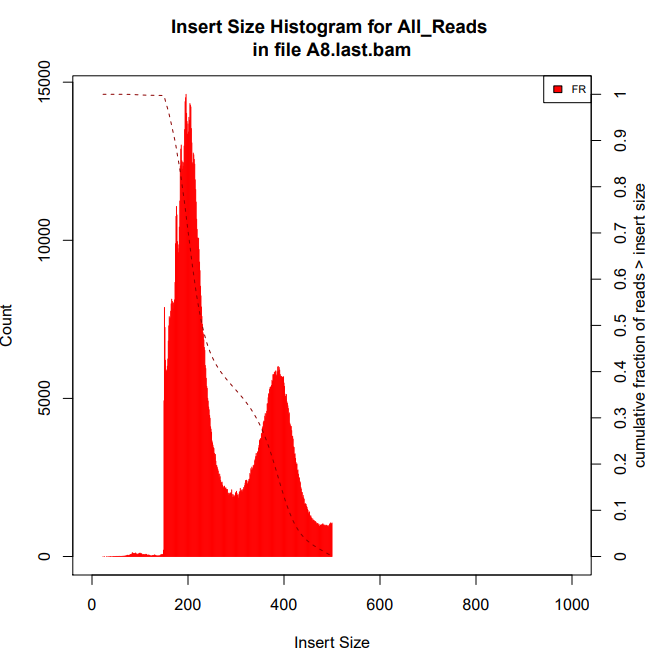 Insert Size Histogram for All_Reads
in file A8.last.bam
FR
Count
15000
10000
5000
0
1
0.9
0.8
0.7
0.6
0.5
0.4
0.3
0.2
0.1
0
cumulative fraction of reads > insert size
0 200 400 600 800 1000
Insert Size